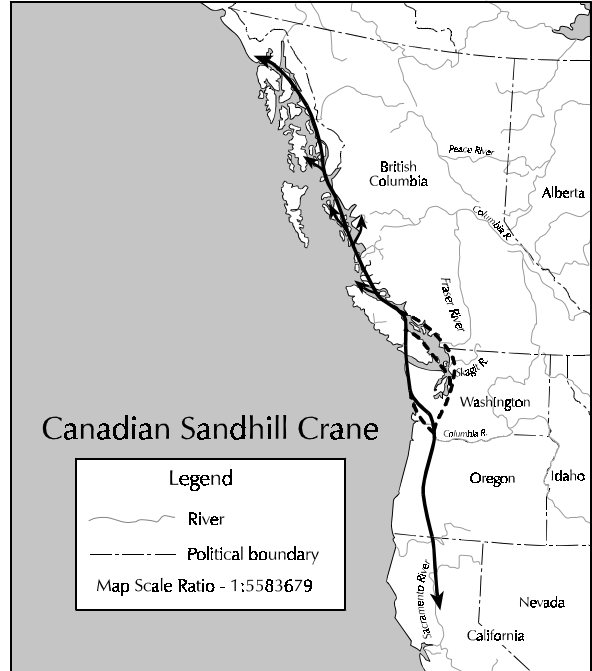 Peace River
British
Columbia
Alberta
Columbia R.
Fraser River
Skagit R.
Washington
Canadian Sandhill Crane
Columbia R.
Legend
Oregon
Idaho
River
Political boundary
Map Scale Ratio - 1:5583679
Sacramento River
Nevada
California